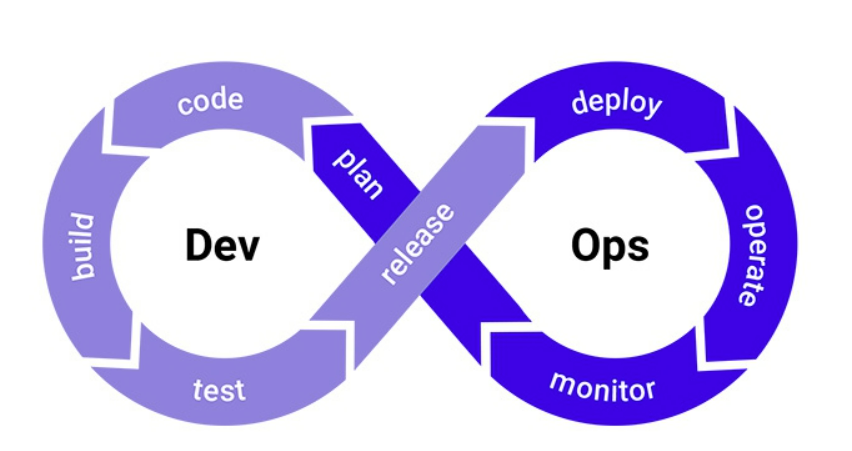 code
deploy
plan
build
Dev
release
Ops
operate
test
monitor